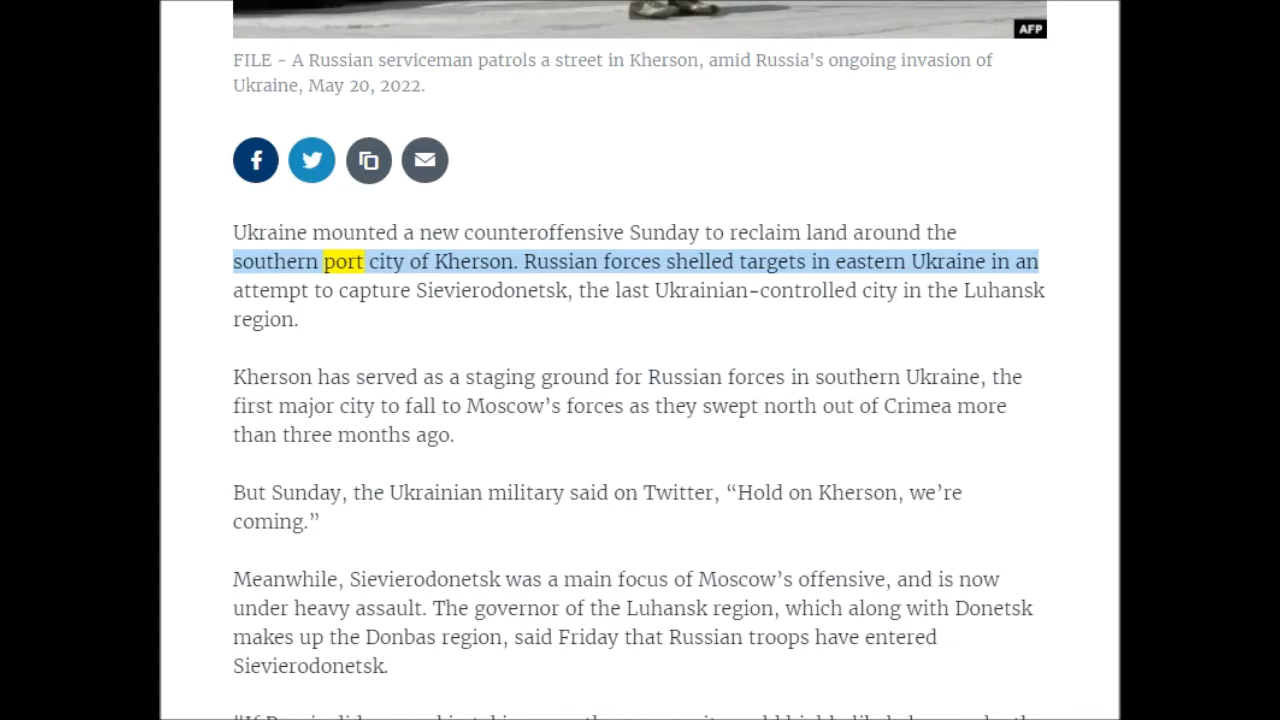 AFP
FILE - A Russian serviceman patrols a street in Kherson, amid Russia's ongoing invasion of
Ukraine, May 20, 2022.
Ukraine mounted a new counteroffensive Sunday to reclaim land around the
southern port city of Kherson. Russian forces shelled targets in eastern Ukraine in an
attempt to capture Sievierodonetsk, the last Ukrainian-controlled city in the Luhansk
region.
Kherson has served as a staging ground for Russian forces in southern Ukraine, the
first major city to fall to Moscow’s forces as they swept north out of Crimea more
than three months ago.
But Sunday, the Ukrainian military said on Twitter, “Hold on Kherson, we’re
coming.”
Meanwhile, Sievierodonetsk was a main focus of Moscow’s offensive, and is now
under heavy assault. The governor of the Luhansk region, which along with Donetsk
makes up the Donbas region, said Friday that Russian troops have entered
Sievierodonetsk.